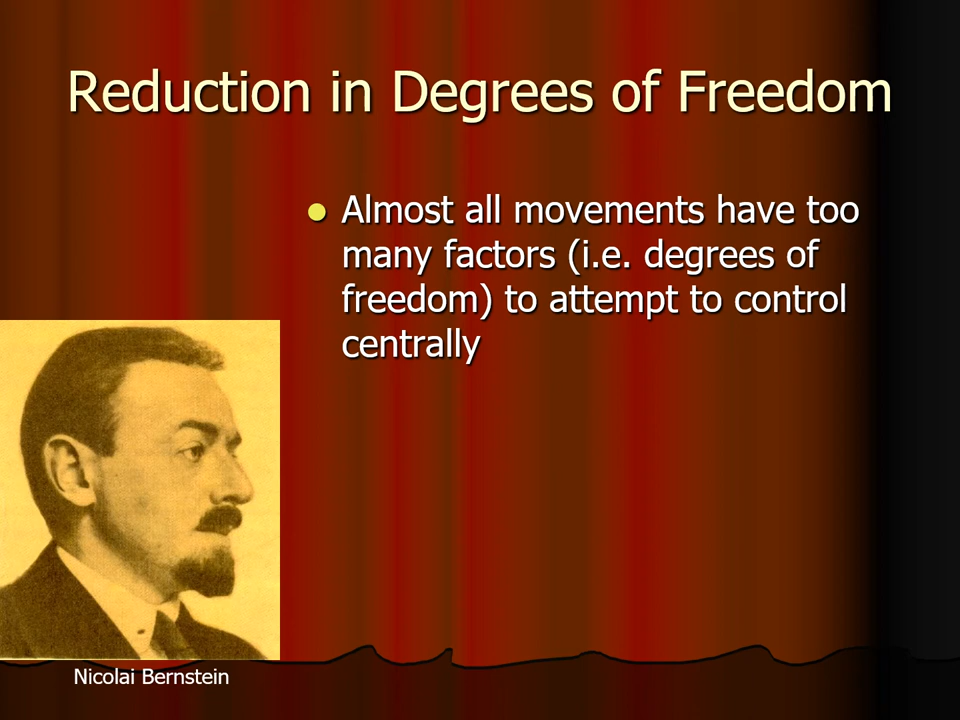 Reduction in Degrees of Freedom
Almost all movements have too
many factors (i.e. degrees of
freedom) to attempt to control
centrally
Nicolai Bernstein